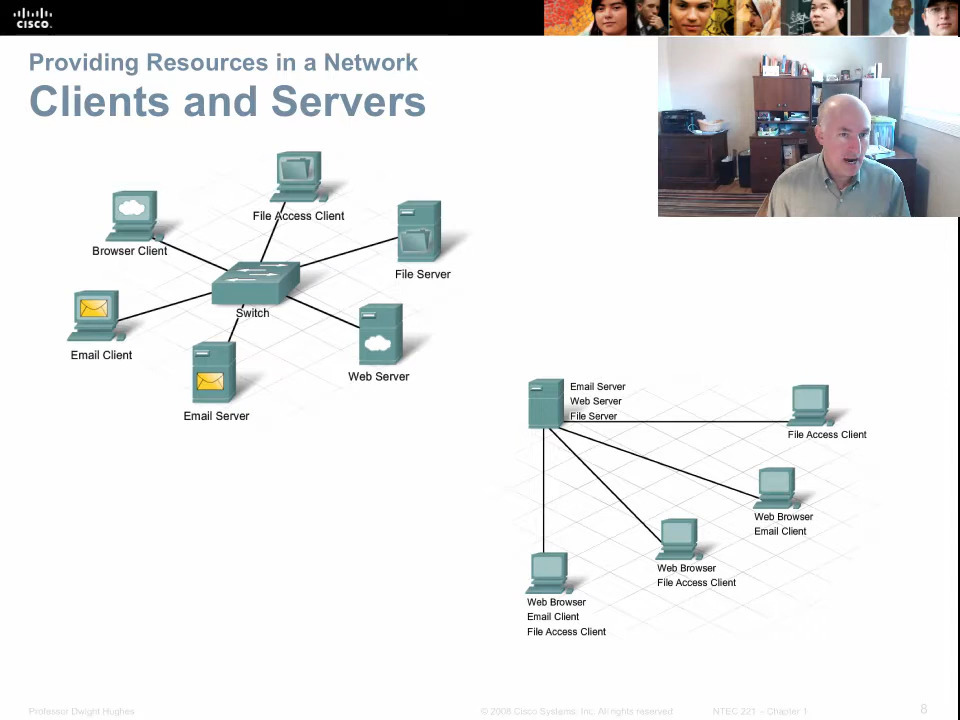 CISCO
Providing Resources in a Network
Clients and Servers
File Access Client
Browser Client
File Server
Switch
Email Client
Web Server
Email Server
Email Server
Web Server
File Server
File Access Client
Web Browser
Email Client
Web Browser
File Access Client
Web Browser
Email Client
File Access Client
Professor Dwight Hughes
© 2008 Cisco Systems, Inc. All rights reserved.
NTEC 221 - Chapter 1
8